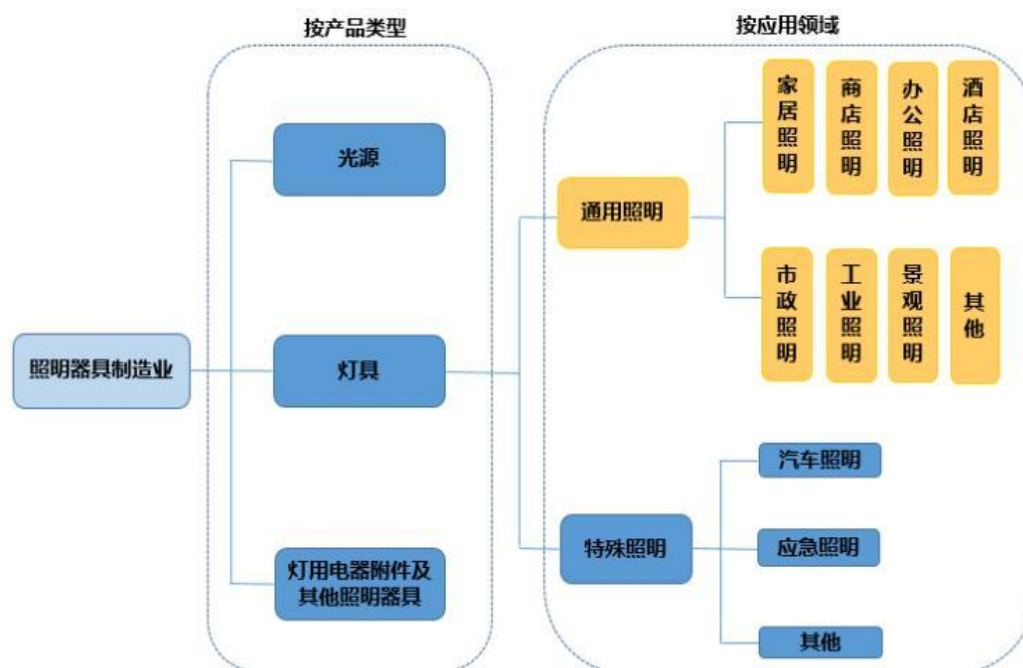 按产品类型
按应用领域
照明器具制造业
光源
灯具
灯用电器附件及
其他照明器具
通用照明
家居照明
商店照明
办公照明
酒店照明
市政照明
工业照明
景观照明
其他
特殊照明
汽车照明
应急照明
其他